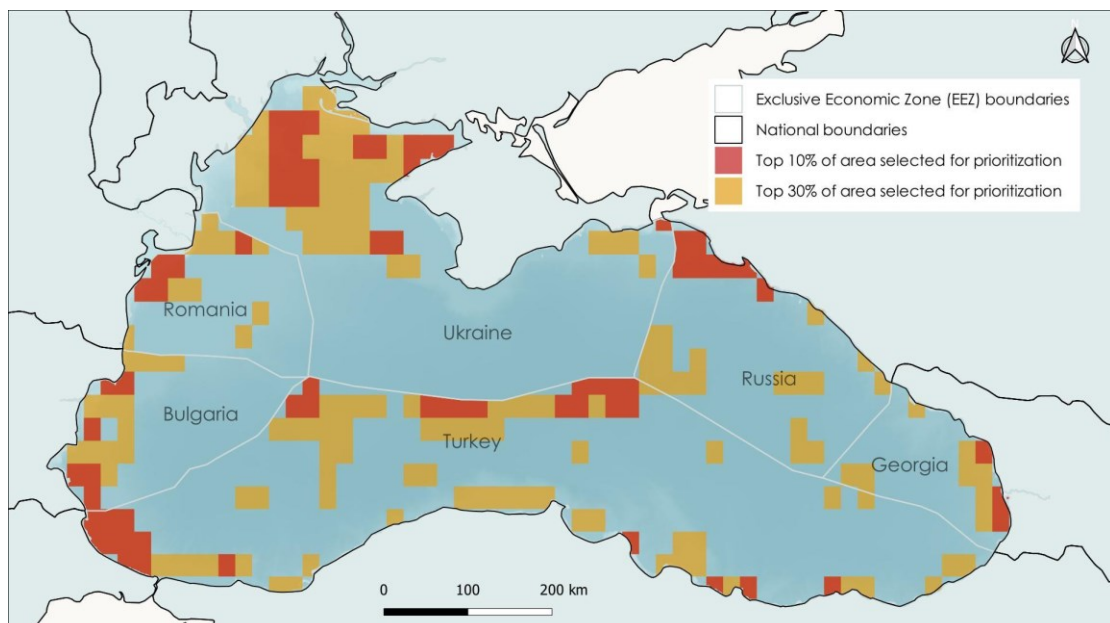 N
Exclusive Economic Zone (EEZ) boundaries
National boundaries
Top 10% of area selected for prioritization
Top 30% of area selected for prioritization
Romania
Ukraine
Russia
Bulgaria
Turkey
Georgia
0 100 200 km